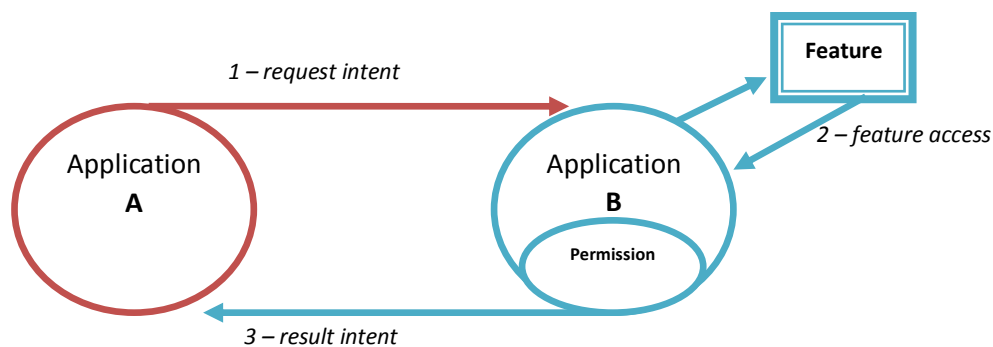 Feature
1 – request intent
2 – feature access
Application
A
Application
B
Permission
3 – result intent